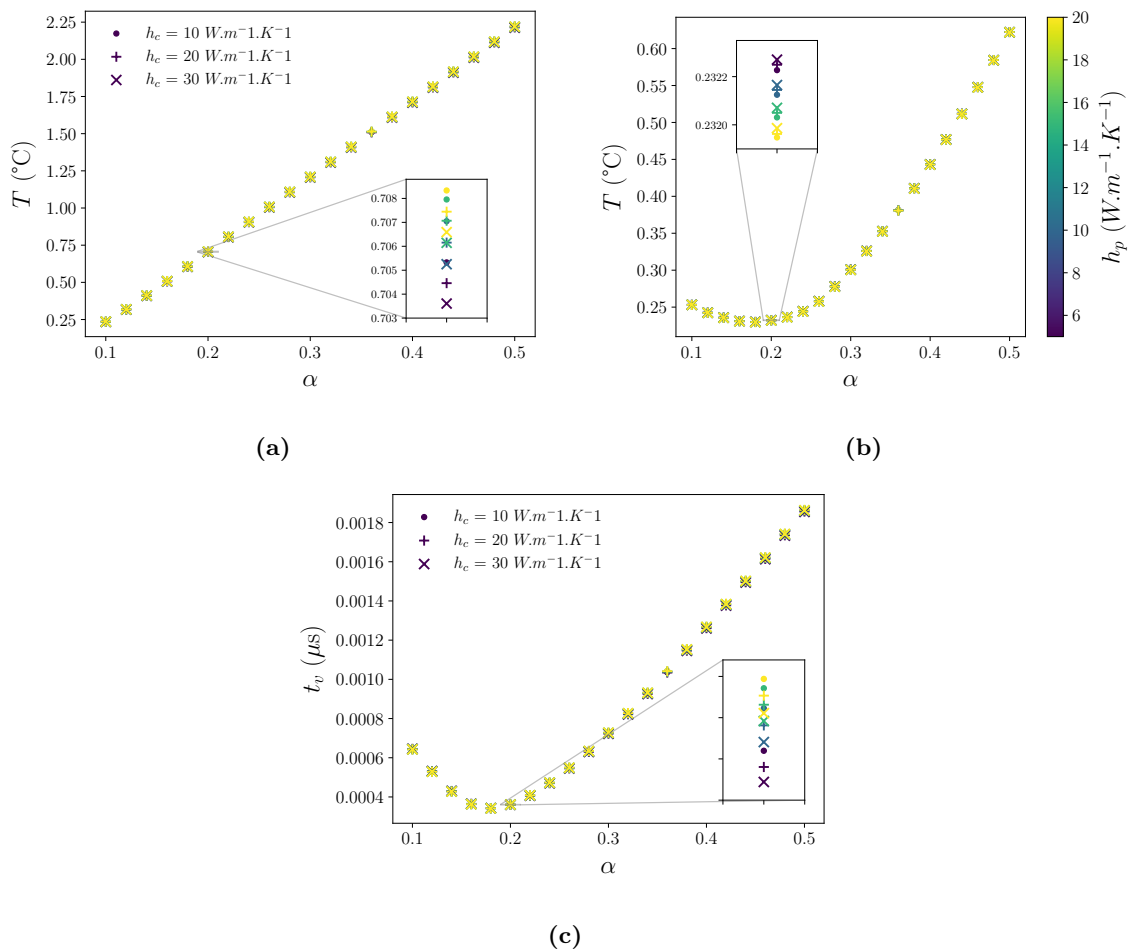 2.25
2.00
1.75
1.50
1.25
1.00
0.75
0.50
0.25
T (°C)
h_c = 10 W.m⁻1.K⁻1
h_c = 20 W.m⁻1.K⁻1
h_c = 30 W.m⁻1.K⁻1
0.708
0.707
0.706
0.705
0.704
0.703
0.1 0.2 0.3 0.4 0.5
α
(a)
0.60
0.55
0.50
0.45
0.40
0.35
0.30
0.25
T (°C)
0.2322
0.2320
0.1 0.2 0.3 0.4 0.5
α
20
18
16
14
12
10
8
6
h_p (W.m⁻¹.K⁻¹)
(b)
0.0018
0.0016
0.0014
0.0012
0.0010
0.0008
0.0006
0.0004
t_v (μs)
h_c = 10 W.m⁻1.K⁻1
h_c = 20 W.m⁻1.K⁻1
h_c = 30 W.m⁻1.K⁻1
0.1 0.2 0.3 0.4 0.5
α
(c)